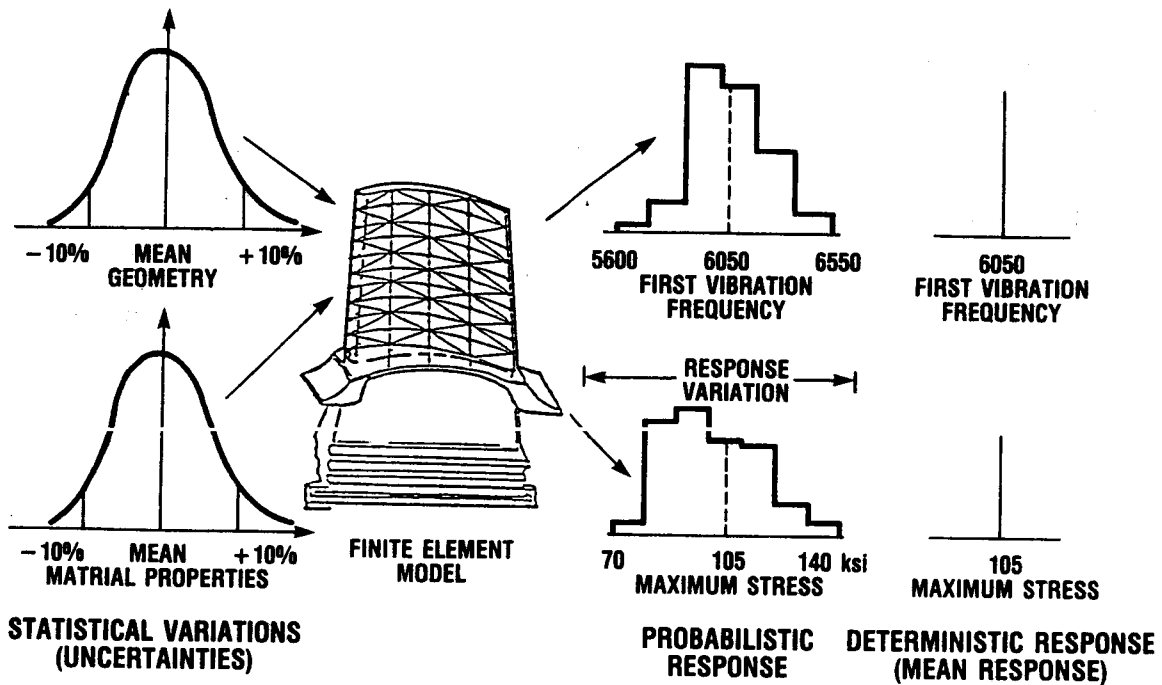 -10% MEAN +10%
GEOMETRY
-10% MEAN +10%
MATRIAL PROPERTIES
STATISTICAL VARIATIONS
(UNCERTAINTIES)
FINITE ELEMENT
MODEL
5600 6050 6550
FIRST VIBRATION
FREQUENCY
RESPONSE
VARIATION
70 105 140 ksi
MAXIMUM STRESS
PROBABILISTIC
RESPONSE
6050
FIRST VIBRATION
FREQUENCY
105
MAXIMUM STRESS
DETERMINISTIC RESPONSE
(MEAN RESPONSE)